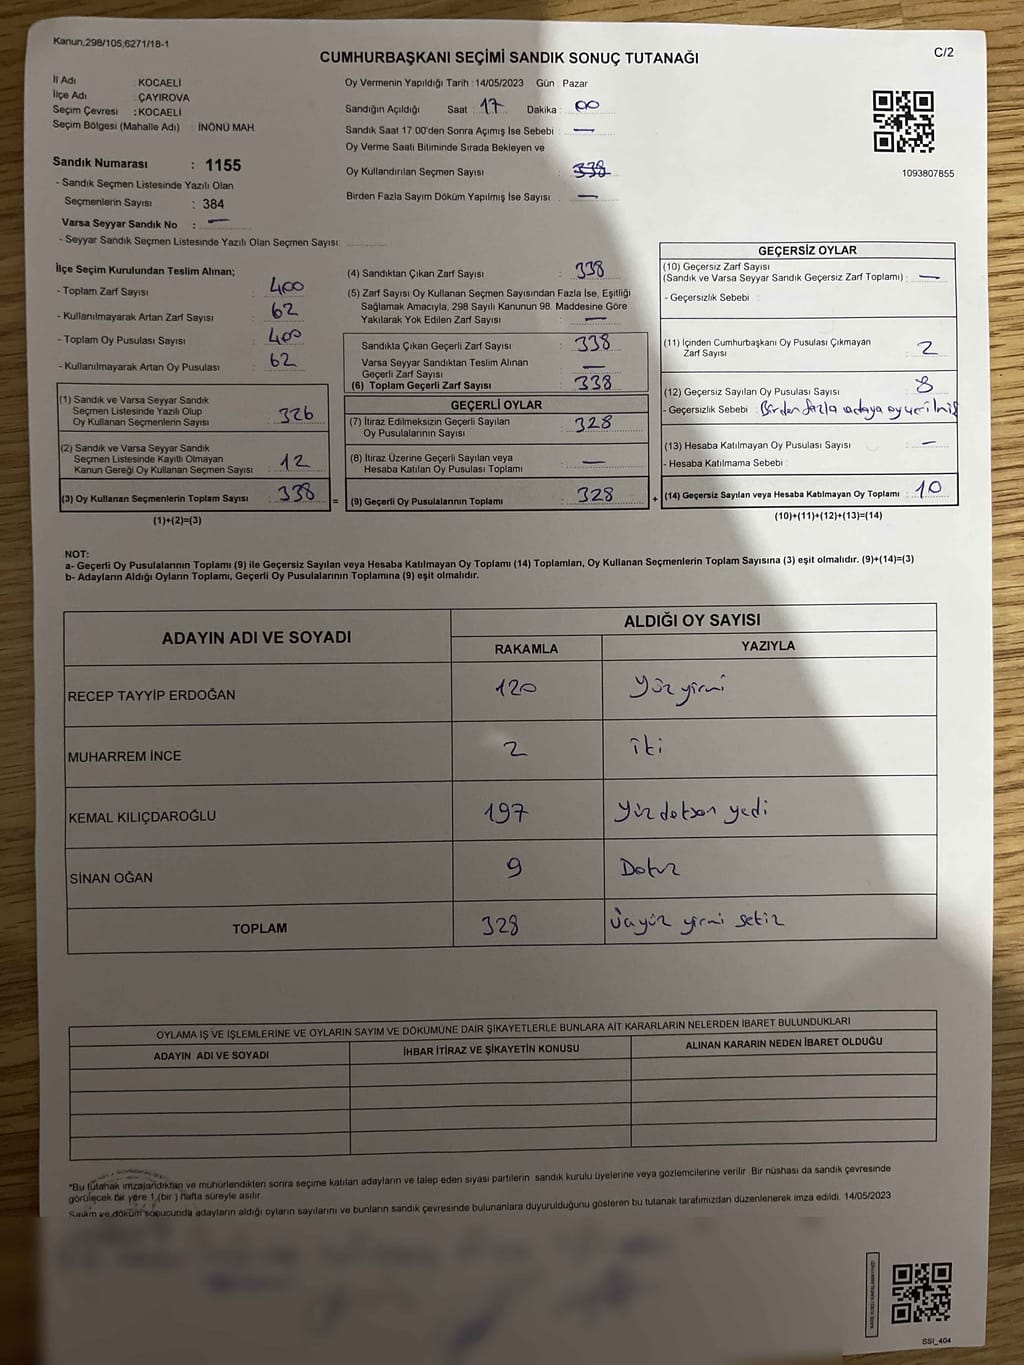 Kanun;298/105;6271/18-1
C/2
CUMHURBAŞKANI SEÇİMİ SANDIK SONUÇ TUTANAĞI
İl Adı : KOCAELİ
İlçe Adı : ÇAYIROVA
Seçim Çevresi : KOCAELİ
Seçim Bölgesi (Mahalle Adı) : İNÖNÜ MAH.
Sandık Numarası : 1155
- Sandık Seçmen Listesinde Yazılı Olan
Seçmenlerin Sayısı : 384
Varsa Seyyar Sandık No : —
- Seyyar Sandık Seçmen Listesinde Yazılı Olan Seçmen Sayısı:
Oy Vermenin Yapıldığı Tarih : 14/05/2023 Gün : Pazar
Sandığın Açıldığı Saat : 17 Dakika : 00
Sandık Saat 17:00'den Sonra Açımış İse Sebebi : —
Oy Verme Saati Bitiminde Sırada Bekleyen ve
Oy Kullandırılan Seçmen Sayısı : 338
Birden Fazla Sayım Döküm Yapılmış İse Sayısı : —
1093807855
İlçe Seçim Kurulundan Teslim Alınan;
- Toplam Zarf Sayısı : 400
- Kullanılmayarak Artan Zarf Sayısı : 62
- Toplam Oy Pusulası Sayısı : 400
- Kullanılmayarak Artan Oy Pusulası : 62
(1) Sandık ve Varsa Seyyar Sandık
Seçmen Listesinde Yazılı Olup
Oy Kullanan Seçmenlerin Sayısı : 326
(2) Sandık ve Varsa Seyyar Sandık
Seçmen Listesinde Kayıtlı Olmayan
Kanun Gereği Oy Kullanan Seçmen Sayısı : 12
(3) Oy Kullanan Seçmenlerin Toplam Sayısı : 338 =
(1)+(2)=(3)
(4) Sandıktan Çıkan Zarf Sayısı : 338
(5) Zarf Sayısı Oy Kullanan Seçmen Sayısından Fazla İse, Eşitliği
Sağlamak Amacıyla, 298 Sayılı Kanunun 98. Maddesine Göre
Yakılarak Yok Edilen Zarf Sayısı : —
Sandıkta Çıkan Geçerli Zarf Sayısı : 338
Varsa Seyyar Sandıktan Teslim Alınan
Geçerli Zarf Sayısı : —
(6) Toplam Geçerli Zarf Sayısı : 338
GEÇERLİ OYLAR
(7) İtiraz Edilmeksizin Geçerli Sayılan
Oy Pusulalarının Sayısı : 328
(8) İtiraz Üzerine Geçerli Sayılan veya
Hesaba Katılan Oy Pusulası Toplamı : —
(9) Geçerli Oy Pusulalarının Toplamı : 328 +
GEÇERSİZ OYLAR
(10) Geçersiz Zarf Sayısı
(Sandık ve Varsa Seyyar Sandık Geçersiz Zarf Toplamı) : —
- Geçersizlik Sebebi :
(11) İçinden Cumhurbaşkanı Oy Pusulası Çıkmayan
Zarf Sayısı : 2
(12) Geçersiz Sayılan Oy Pusulası Sayısı : 8
- Geçersizlik Sebebi : Birden fazla adaya oy verilmiş
(13) Hesaba Katılmayan Oy Pusulası Sayısı : —
- Hesaba Katılmama Sebebi :
(14) Geçersiz Sayılan veya Hesaba Katılmayan Oy Toplamı : 10
(10)+(11)+(12)+(13)=(14)
NOT:
a- Geçerli Oy Pusulalarının Toplamı (9) ile Geçersiz Sayılan veya Hesaba Katılmayan Oy Toplamı (14) Toplamları, Oy Kullanan Seçmenlerin Toplam Sayısına (3) eşit olmalıdır. (9)+(14)=(3)
b- Adayların Aldığı Oyların Toplamı, Geçerli Oy Pusulalarının Toplamına (9) eşit olmalıdır.
ADAYIN ADI VE SOYADI
ALDIĞI OY SAYISI
RAKAMLA YAZIYLA
RECEP TAYYİP ERDOĞAN 120 Yüz yirmi
MUHARREM İNCE 2 iki
KEMAL KILIÇDAROĞLU 197 Yüz doksan yedi
SİNAN OĞAN 9 Dokuz
TOPLAM 328 Üçyüz yirmi sekiz
OYLAMA İŞ VE İŞLEMLERİNE VE OYLARIN SAYIM VE DÖKÜMÜNE DAİR ŞİKAYETLERLE BUNLARA AİT KARARLARIN NELERDEN İBARET BULUNDUKLARI
ADAYIN ADI VE SOYADI İHBAR İTİRAZ VE ŞİKAYETİN KONUSU ALINAN KARARIN NEDEN İBARET OLDUĞU
*Bu tutanak imzalandıktan ve mühürlendikten sonra seçime katılan adayların ve talep eden siyasi partilerin sandık kurulu üyelerine veya gözlemcilerine verilir. Bir nüshası da sandık çevresinde
görülecek bir yere 1 (bir ) hafta süreyle asılır.
Sayım ve döküm sonucunda adayların aldığı oyların sayılarını ve bunların sandık çevresinde bulunanlara duyurulduğunu gösteren bu tutanak tarafımızdan düzenlenerek imza edildi. 14/05/2023
SSI_404